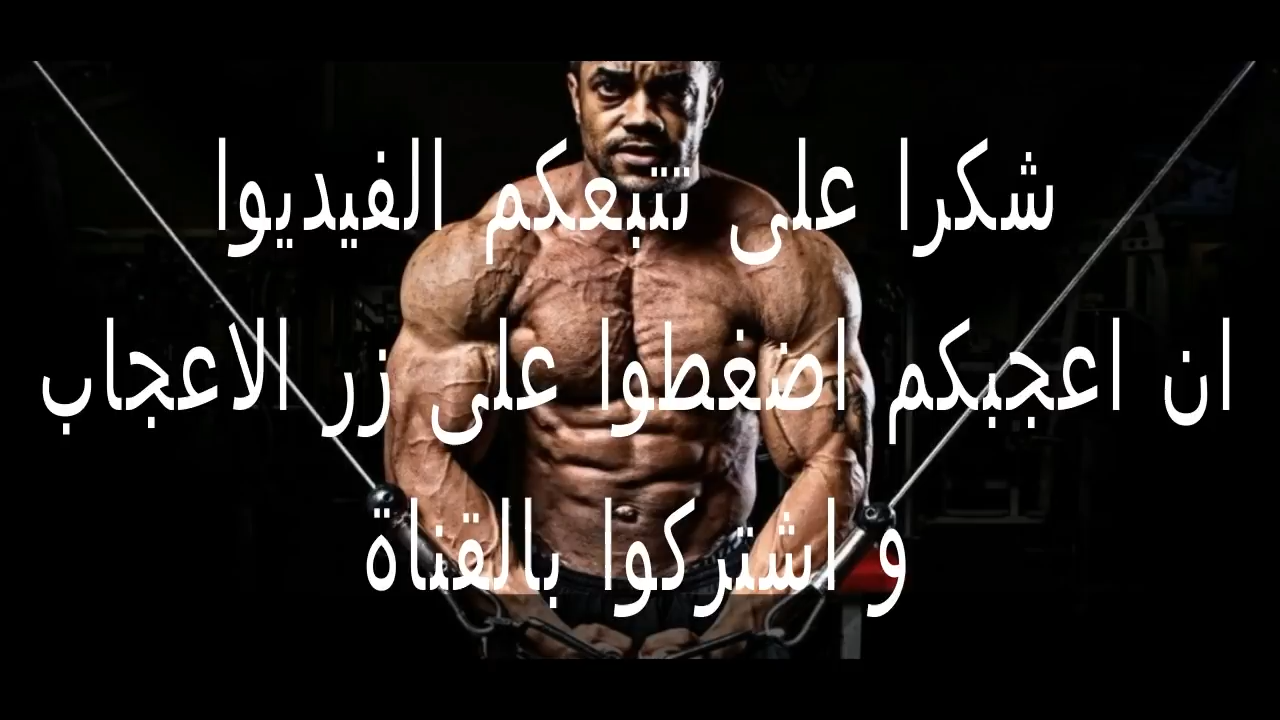 شكرا على تتبعكم الفيديوا
ان اعجبكم اضغطوا على زر الاعجاب
و اشتركوا بالقناة